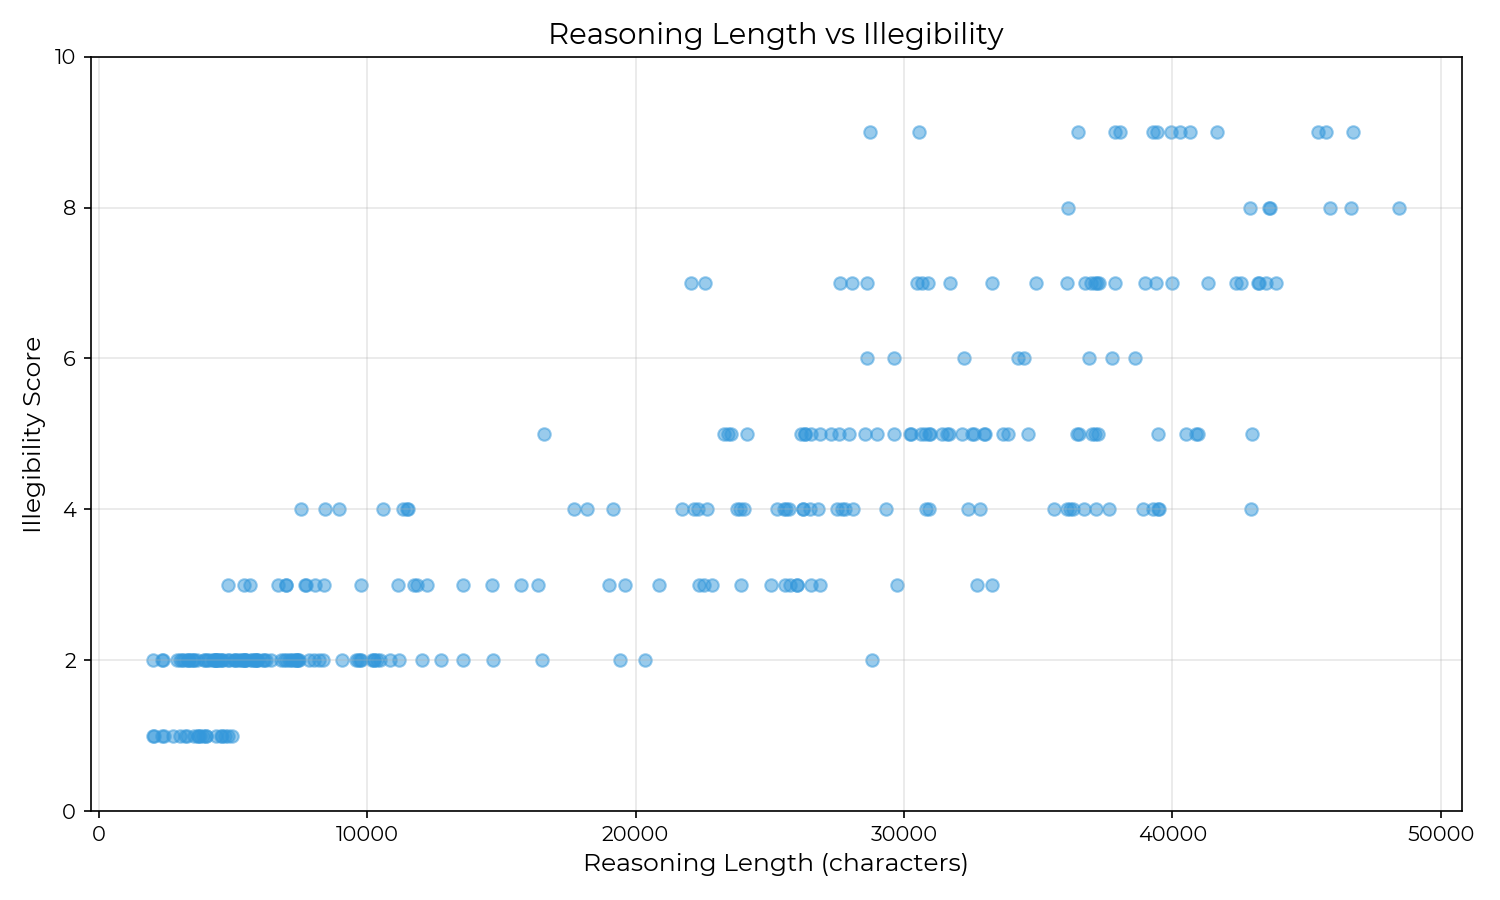 Reasoning Length vs Illegibility
10
8
6
4
2
0
Illegibility Score
0 10000 20000 30000 40000 50000
Reasoning Length (characters)